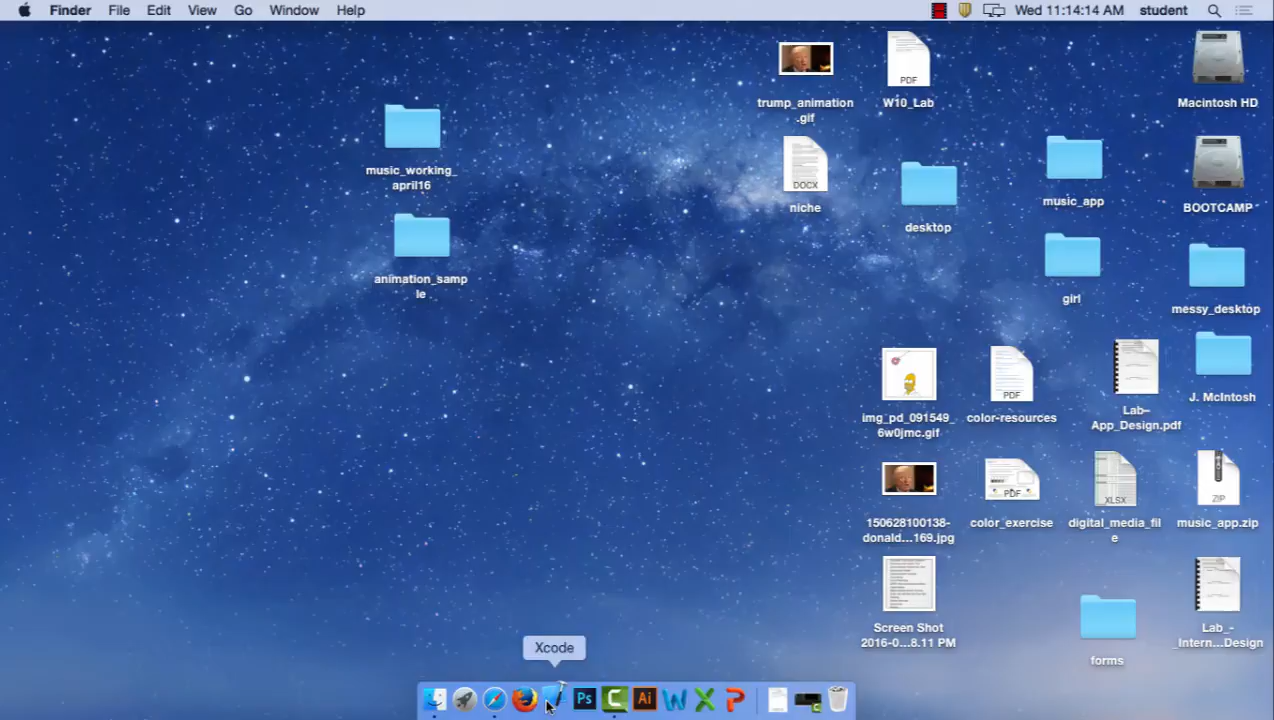 Finder File Edit View Go Window Help Wed 11:14:14 AM student
trump_animation
.gif
W10_Lab
Macintosh HD
music_working_
april16
DOCX
niche
desktop
music_app
BOOTCAMP
animation_samp
le
girl
messy_desktop
PDF
PDF
img_pd_091549_
6w0jmc.gif
color-resources
Lab–
App_Design.pdf
J. McIntosh
PDF
XLSX
ZIP
150628100138-
donald...169.jpg
color_exercise
digital_media_fil
e
music_app.zip
Screen Shot
2016-0...8.11 PM
forms
Lab_-
_Intern...Design
Xcode
Ps
C
Ai
W
X
P